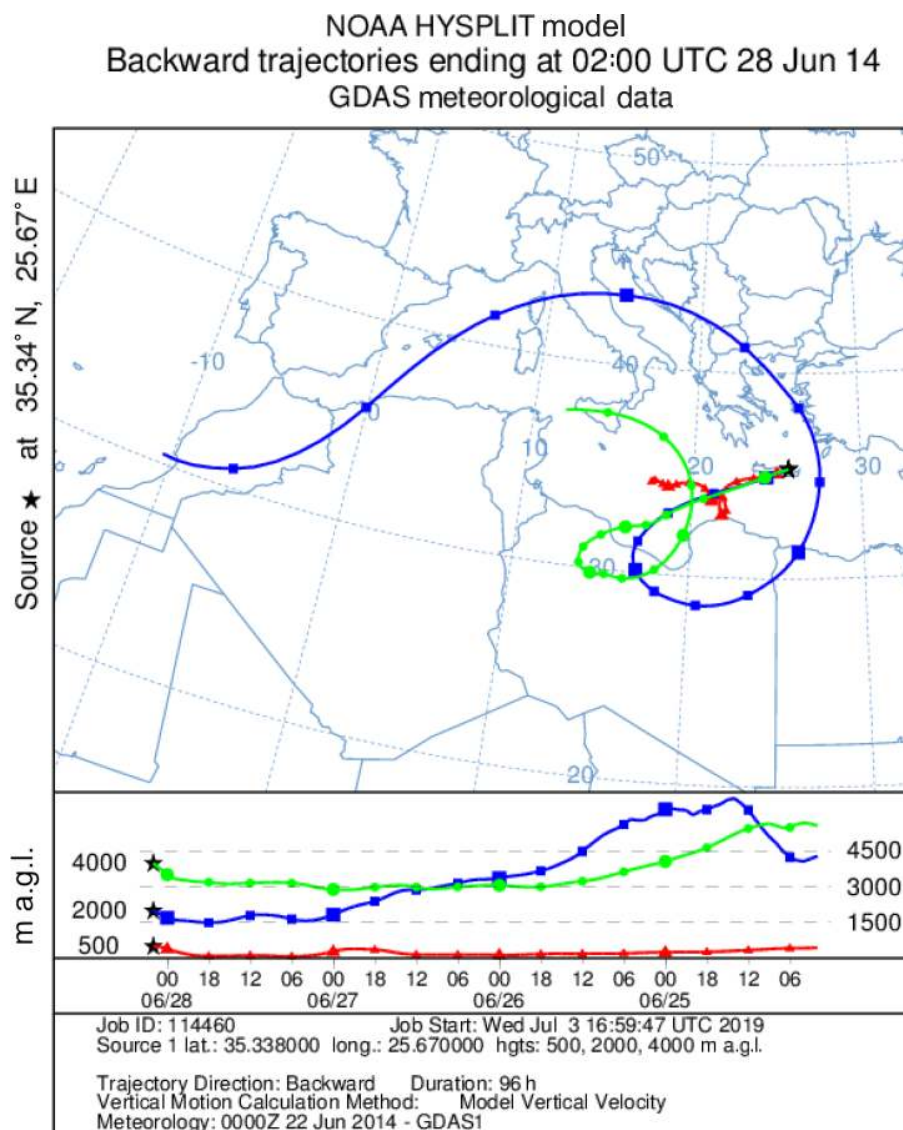 NOAA HYSPLIT model
Backward trajectories ending at 02:00 UTC 28 Jun 14
GDAS meteorological data
Source ★ at 35.34° N, 25.67° E
50
-10
40
0
10
20
30
30
20
m a.g.l.
4000
2000
500
4500
3000
1500
00 18 12 06 00 18 12 06 00 18 12 06 00 18 12 06
06/28 06/27 06/26 06/25
Job ID: 114460 Job Start: Wed Jul 3 16:59:47 UTC 2019
Source 1 lat.: 35.338000 long.: 25.670000 hgts: 500, 2000, 4000 m a.g.l.
Trajectory Direction: Backward Duration: 96 h
Vertical Motion Calculation Method: Model Vertical Velocity
Meteorology: 0000Z 22 Jun 2014 - GDAS1